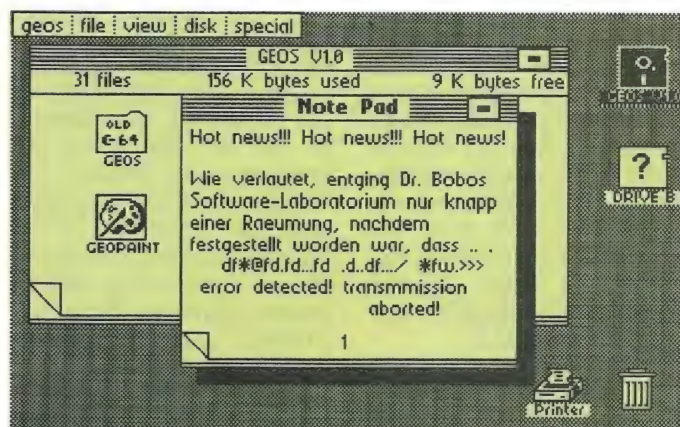 geos file view disk special
GEOS V1.0
31 files 156 K bytes used 9 K bytes free
OLD
C-64
GEOS
GEOPAINT
Note Pad
Hot news!!! Hot news!!! Hot news!
Wie verlautet, entging Dr. Bobos
Software-Laboratorium nur knapp
einer Raeumung, nachdem
festgestellt worden war, dass .. .
df*@fd.fd...fd .d..df.../ *fw.>>>
error detected! transmmission
aborted!
1
?
DRIVE B
Printer